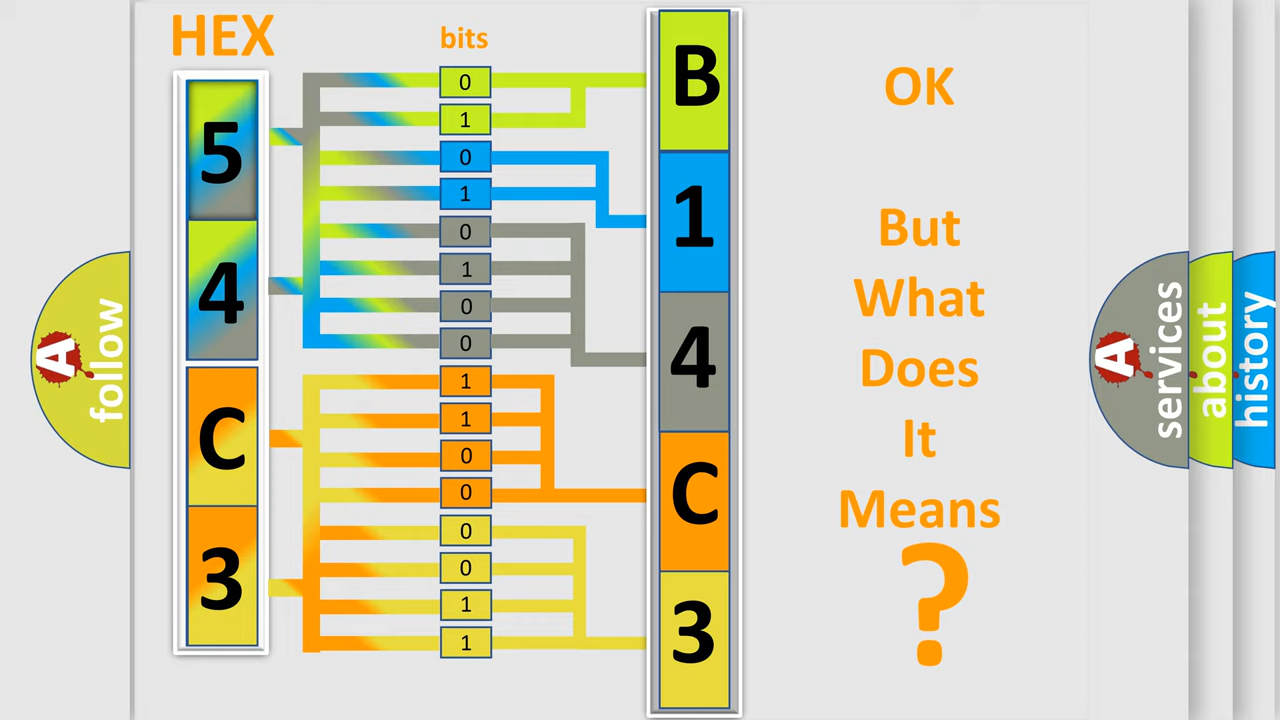 HEX
bits
5
4
C
3
0
1
0
1
0
1
0
0
1
1
0
0
0
0
1
1
B
1
4
C
3
OK
But
What
Does
It
Means
?
A
follow
A
services
about
history